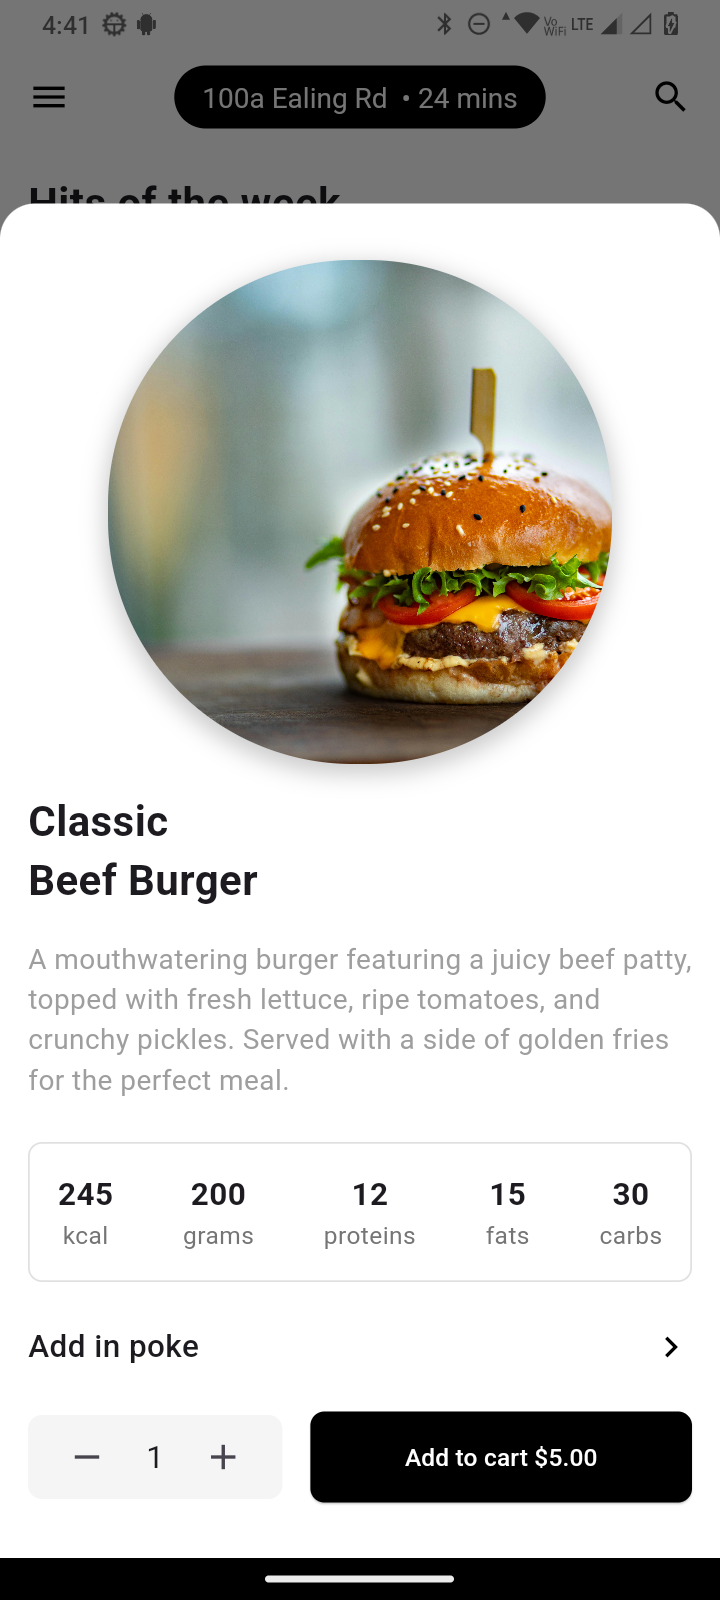 4:41
Vo
WiFi
LTE
100a Ealing Rd • 24 mins
Hits of the week
Classic
Beef Burger
A mouthwatering burger featuring a juicy beef patty,
topped with fresh lettuce, ripe tomatoes, and
crunchy pickles. Served with a side of golden fries
for the perfect meal.
245 200 12 15 30
kcal grams proteins fats carbs
Add in poke
1 Add to cart $5.00